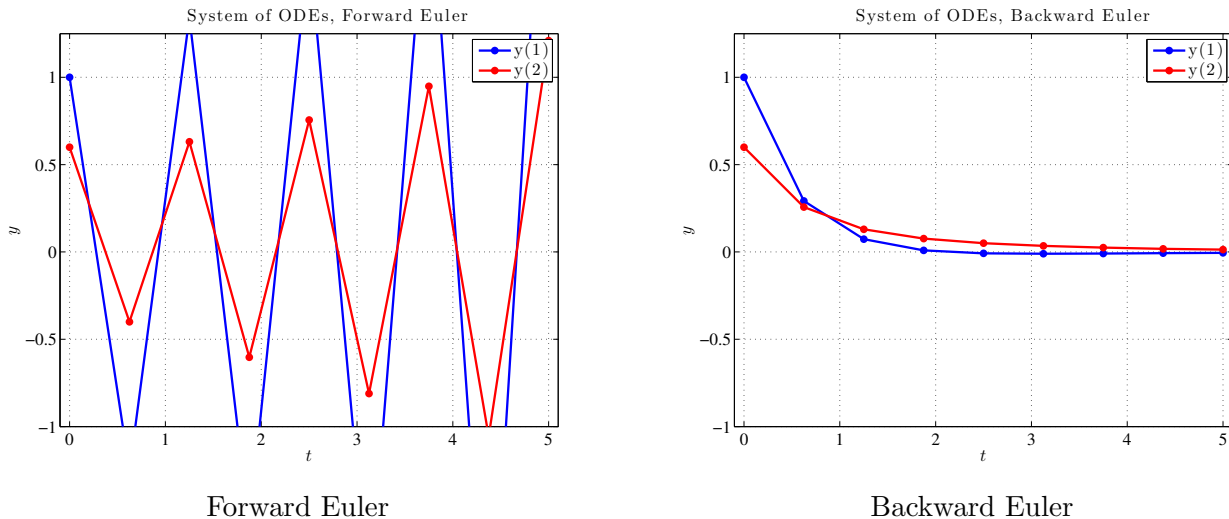 System of ODEs, Forward Euler
y(1)
y(2)
1
0.5
0
−0.5
−1
y
0 1 2 3 4 5
t
Forward Euler
System of ODEs, Backward Euler
y(1)
y(2)
1
0.5
0
−0.5
−1
y
0 1 2 3 4 5
t
Backward Euler